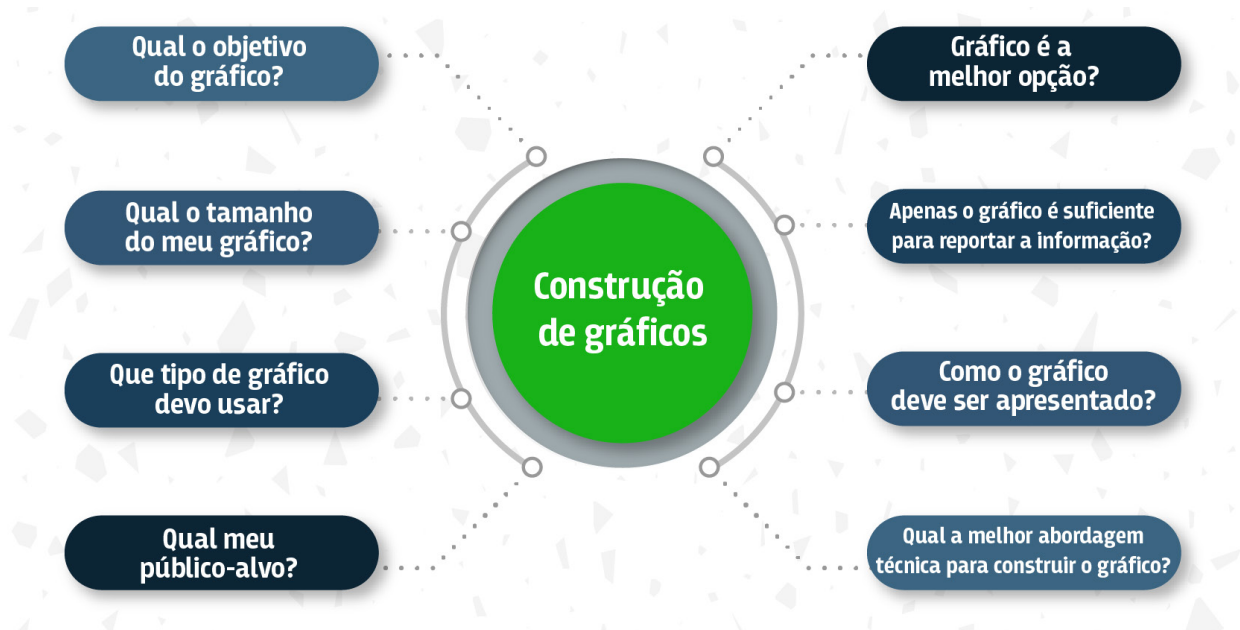 Qual o objetivo
do gráfico?
Qual o tamanho
do meu gráfico?
Que tipo de gráfico
devo usar?
Qual meu
público-alvo?
Construção
de gráficos
Gráfico é a
melhor opção?
Apenas o gráfico é suficiente
para reportar a informação?
Como o gráfico
deve ser apresentado?
Qual a melhor abordagem
técnica para construir o gráfico?